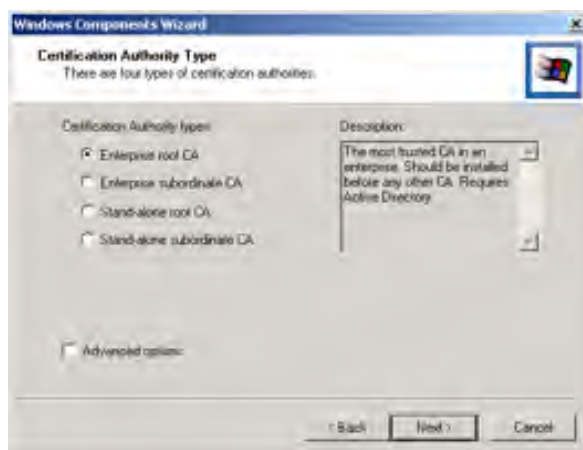 Windows Components Wizard
Certification Authority Type
There are four types of certification authorities.
Certification Authority types:
Description:
Enterprise root CA
The most trusted CA in an
enterprise. Should be installed
before any other CA. Requires
Active Directory.
Enterprise subordinate CA
Stand-alone root CA
Stand-alone subordinate CA
Advanced options
< Back
Next >
Cancel